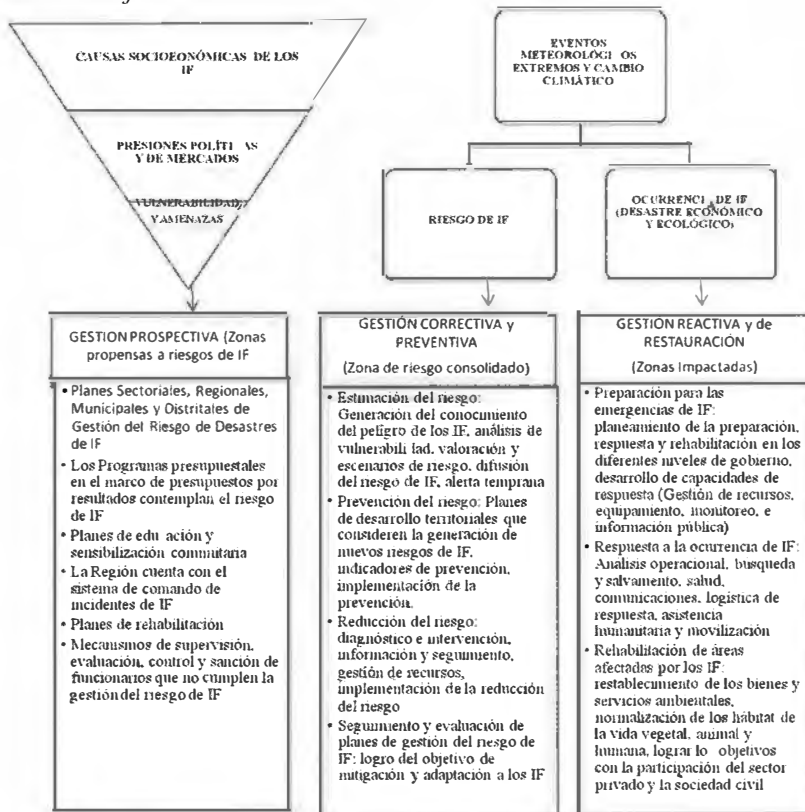 CAUSAS SOCIOECONÓMICAS DE LOS
IF
PRESIONES POLÍTI AS
Y DE MERCADOS
VULNERABILIDAD
Y AMENAZAS
EVENTOS
METEOROLÓGI OS
EXTREMOS Y CAMBIO
CLIMÁTICO
RIESGO DE IF
OCURRENCI DE IF
(DESASTRE ECONÓMICO
Y ECOLÓGICO)
GESTION PROSPECTIVA (Zonas
propensas a riesgos de IF
• Planes Sectoriales, Regionales,
Municipales y Distritales de
Gestión del Riesgo de Desastres
de IF
• Los Programas presupuestales
en el marco de presupuestos por
resultados contemplan el riesgo
de IF
• Planes de edu ación y
sensibilización comunitaria
• La Región cuenta con el
sistema de comando de
incidentes de IF
• Planes de rehabilitación
• Mecanismos de supervisión,
evaluación, control y sanción de
funcionarios que no cumplen la
gestión del riesgo de IF
GESTIÓN CORRECTIVA y
PREVENTIVA
(Zona de riesgo consolidado)
• Estimación del riesgo:
Generación del conocimiento
del peligro de los IF, análisis de
vulnerabili dad, valoración y
escenarios de riesgo, difusión
del riesgo de IF, alerta temprana
• Prevención del riesgo: Planes
de desarrollo territoriales que
consideren la generación de
nuevos riesgos de IF,
indicadores de prevención,
implementación de la
prevención.
• Reducción del riesgo:
diagnóstico e intervención,
información y seguimiento,
gestión de recursos,
implementación de la reducción
del riesgo
• Seguimiento y evaluación de
planes de gestión del riesgo de
IF: logro del objetivo de
mitigación y adaptación a los IF
GESTIÓN REACTIVA y de
RESTAURACIÓN
(Zonas Impactadas)
• Preparación para las
emergencias de IF:
planeamiento de la preparación,
respuesta y rehabilitación en los
diferentes niveles de gobierno,
desarrollo de capacidades de
respuesta (Gestión de recursos,
equipamiento, monitoreo, e
información pública)
• Respuesta a la ocurrencia de IF:
Análisis operacional, busqueda
y salvamento, salud,
comunicaciones, logística de
respuesta, asistencia
humanitaria y movilización
• Rehabilitación de áreas
afectadas por los IF:
restablecimiento de los bienes y
servicios ambientales,
normalización de los hábitat de
la vida vegetal, animal y
humana, lograr lo objetivos
con la participación del sector
privado y la sociedad civil